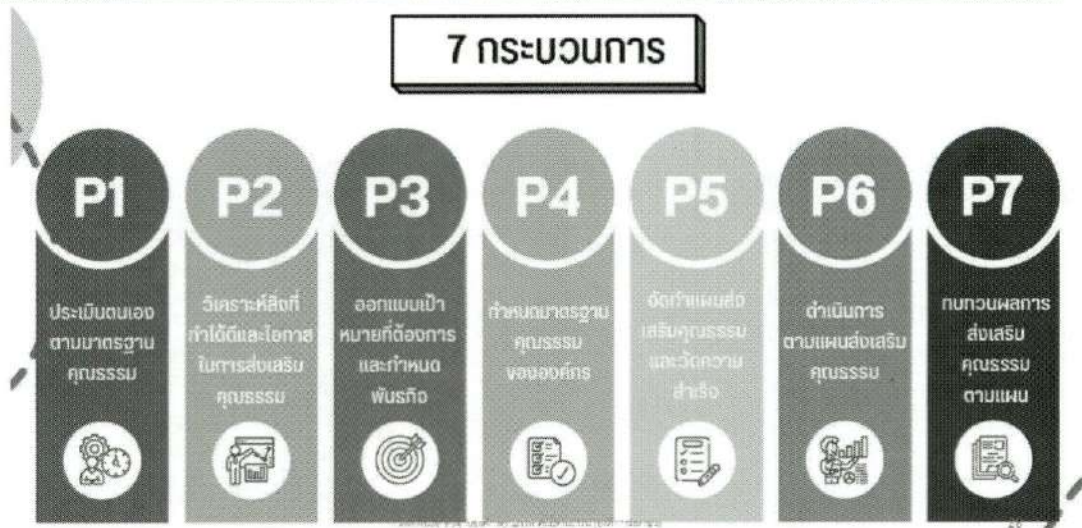 7 กระบวนการ
P1
ประเมินตนเอง
ตามมาตรฐาน
คุณธรรม
P2
วิเคราะห์สิ่งที่
ทำได้ดีและโอกาส
ในการส่งเสริม
คุณธรรม
P3
ออกแบบเป้า
หมายที่ต้องการ
และกำหนด
พันธกิจ
P4
กำหนดมาตรฐาน
คุณธรรม
ขององค์กร
P5
จัดทำแผนส่ง
เสริมคุณธรรม
และวัดความ
สำเร็จ
P6
ดำเนินการ
ตามแผนส่งเสริม
คุณธรรม
P7
ทบทวนผลการ
ส่งเสริม
คุณธรรม
ตามแผน